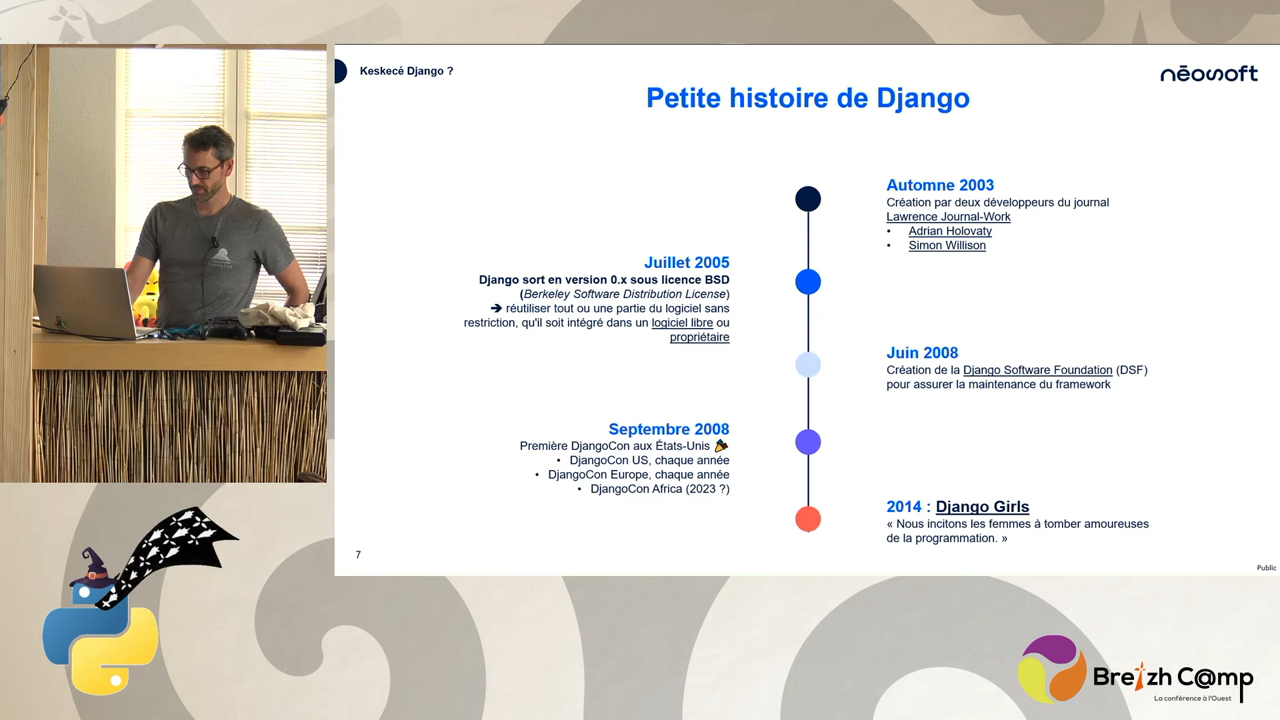 Keskecé Django ?
nēosoft
Petite histoire de Django
Automne 2003
Création par deux développeurs du journal
Lawrence Journal-Work
• Adrian Holovaty
• Simon Willison
Juillet 2005
Django sort en version 0.x sous licence BSD
(Berkeley Software Distribution License)
➔ réutiliser tout ou une partie du logiciel sans
restriction, qu'il soit intégré dans un logiciel libre ou
propriétaire
Juin 2008
Création de la Django Software Foundation (DSF)
pour assurer la maintenance du framework
Septembre 2008
Première DjangoCon aux États-Unis 🎉
• DjangoCon US, chaque année
• DjangoCon Europe, chaque année
• DjangoCon Africa (2023 ?)
2014 : Django Girls
« Nous incitons les femmes à tomber amoureuses
de la programmation. »
7
Public
Breizh C@mp
La conférence à l'Ouest